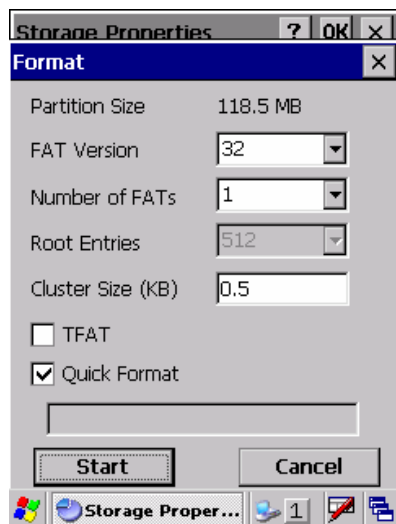 Storage Properties ? OK ×
Format ×
Partition Size 118.5 MB
FAT Version 32
Number of FATs 1
Root Entries 512
Cluster Size (KB) 0.5
TFAT
Quick Format
Start Cancel
Storage Proper... 1